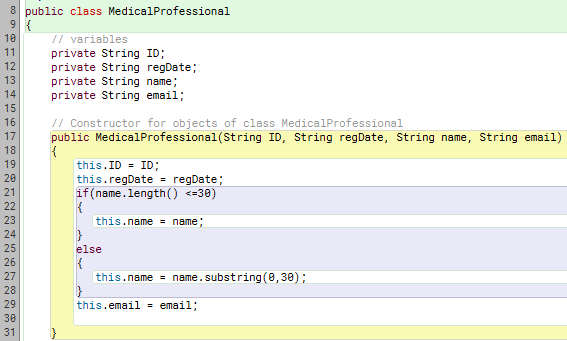 8 public class MedicalProfessional
9 {
10 // variables
11 private String ID;
12 private String regDate;
13 private String name;
14 private String email;
15
16 // Constructor for objects of class MedicalProfessional
17 public MedicalProfessional(String ID, String regDate, String name, String email)
18 {
19 this.ID = ID;
20 this.regDate = regDate;
21 if(name.length() <=30)
22 {
23 this.name = name;
24 }
25 else
26 {
27 this.name = name.substring(0,30);
28 }
29 this.email = email;
30
31 }